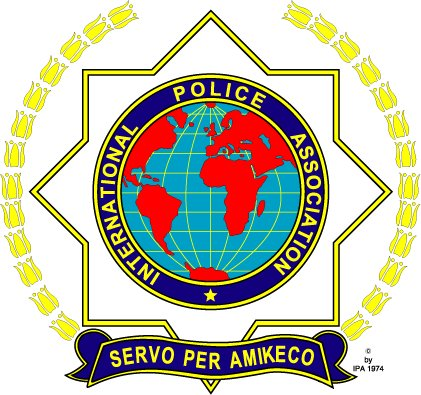 INTERNATIONAL POLICE ASSOCIATION
SERVO PER AMIKECO
©
by
IPA 1974